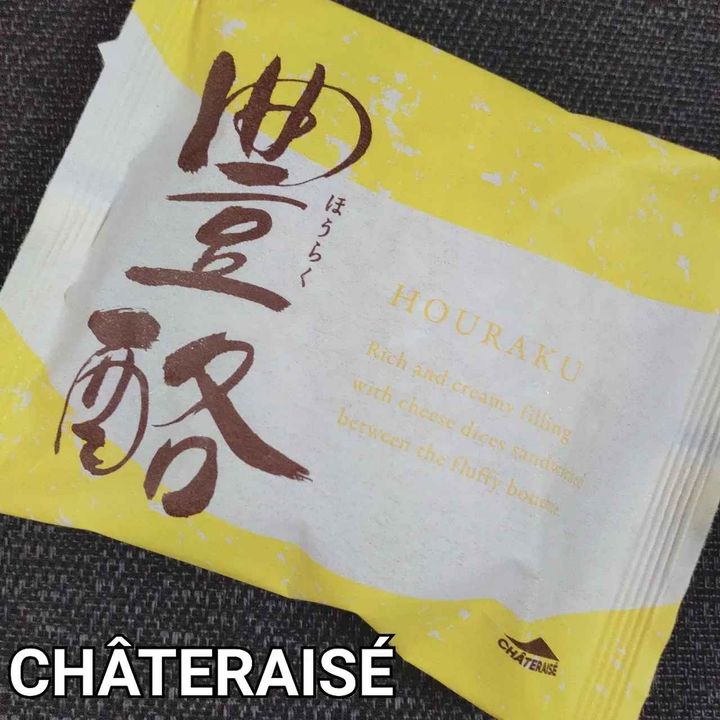 豊酪
ほうらく
HOURAKU
Rich and creamy filling
with cheese dices sandwiched
between the fluffy bouchée
CHÂTERAISÉ
CHÂTERAISÉ